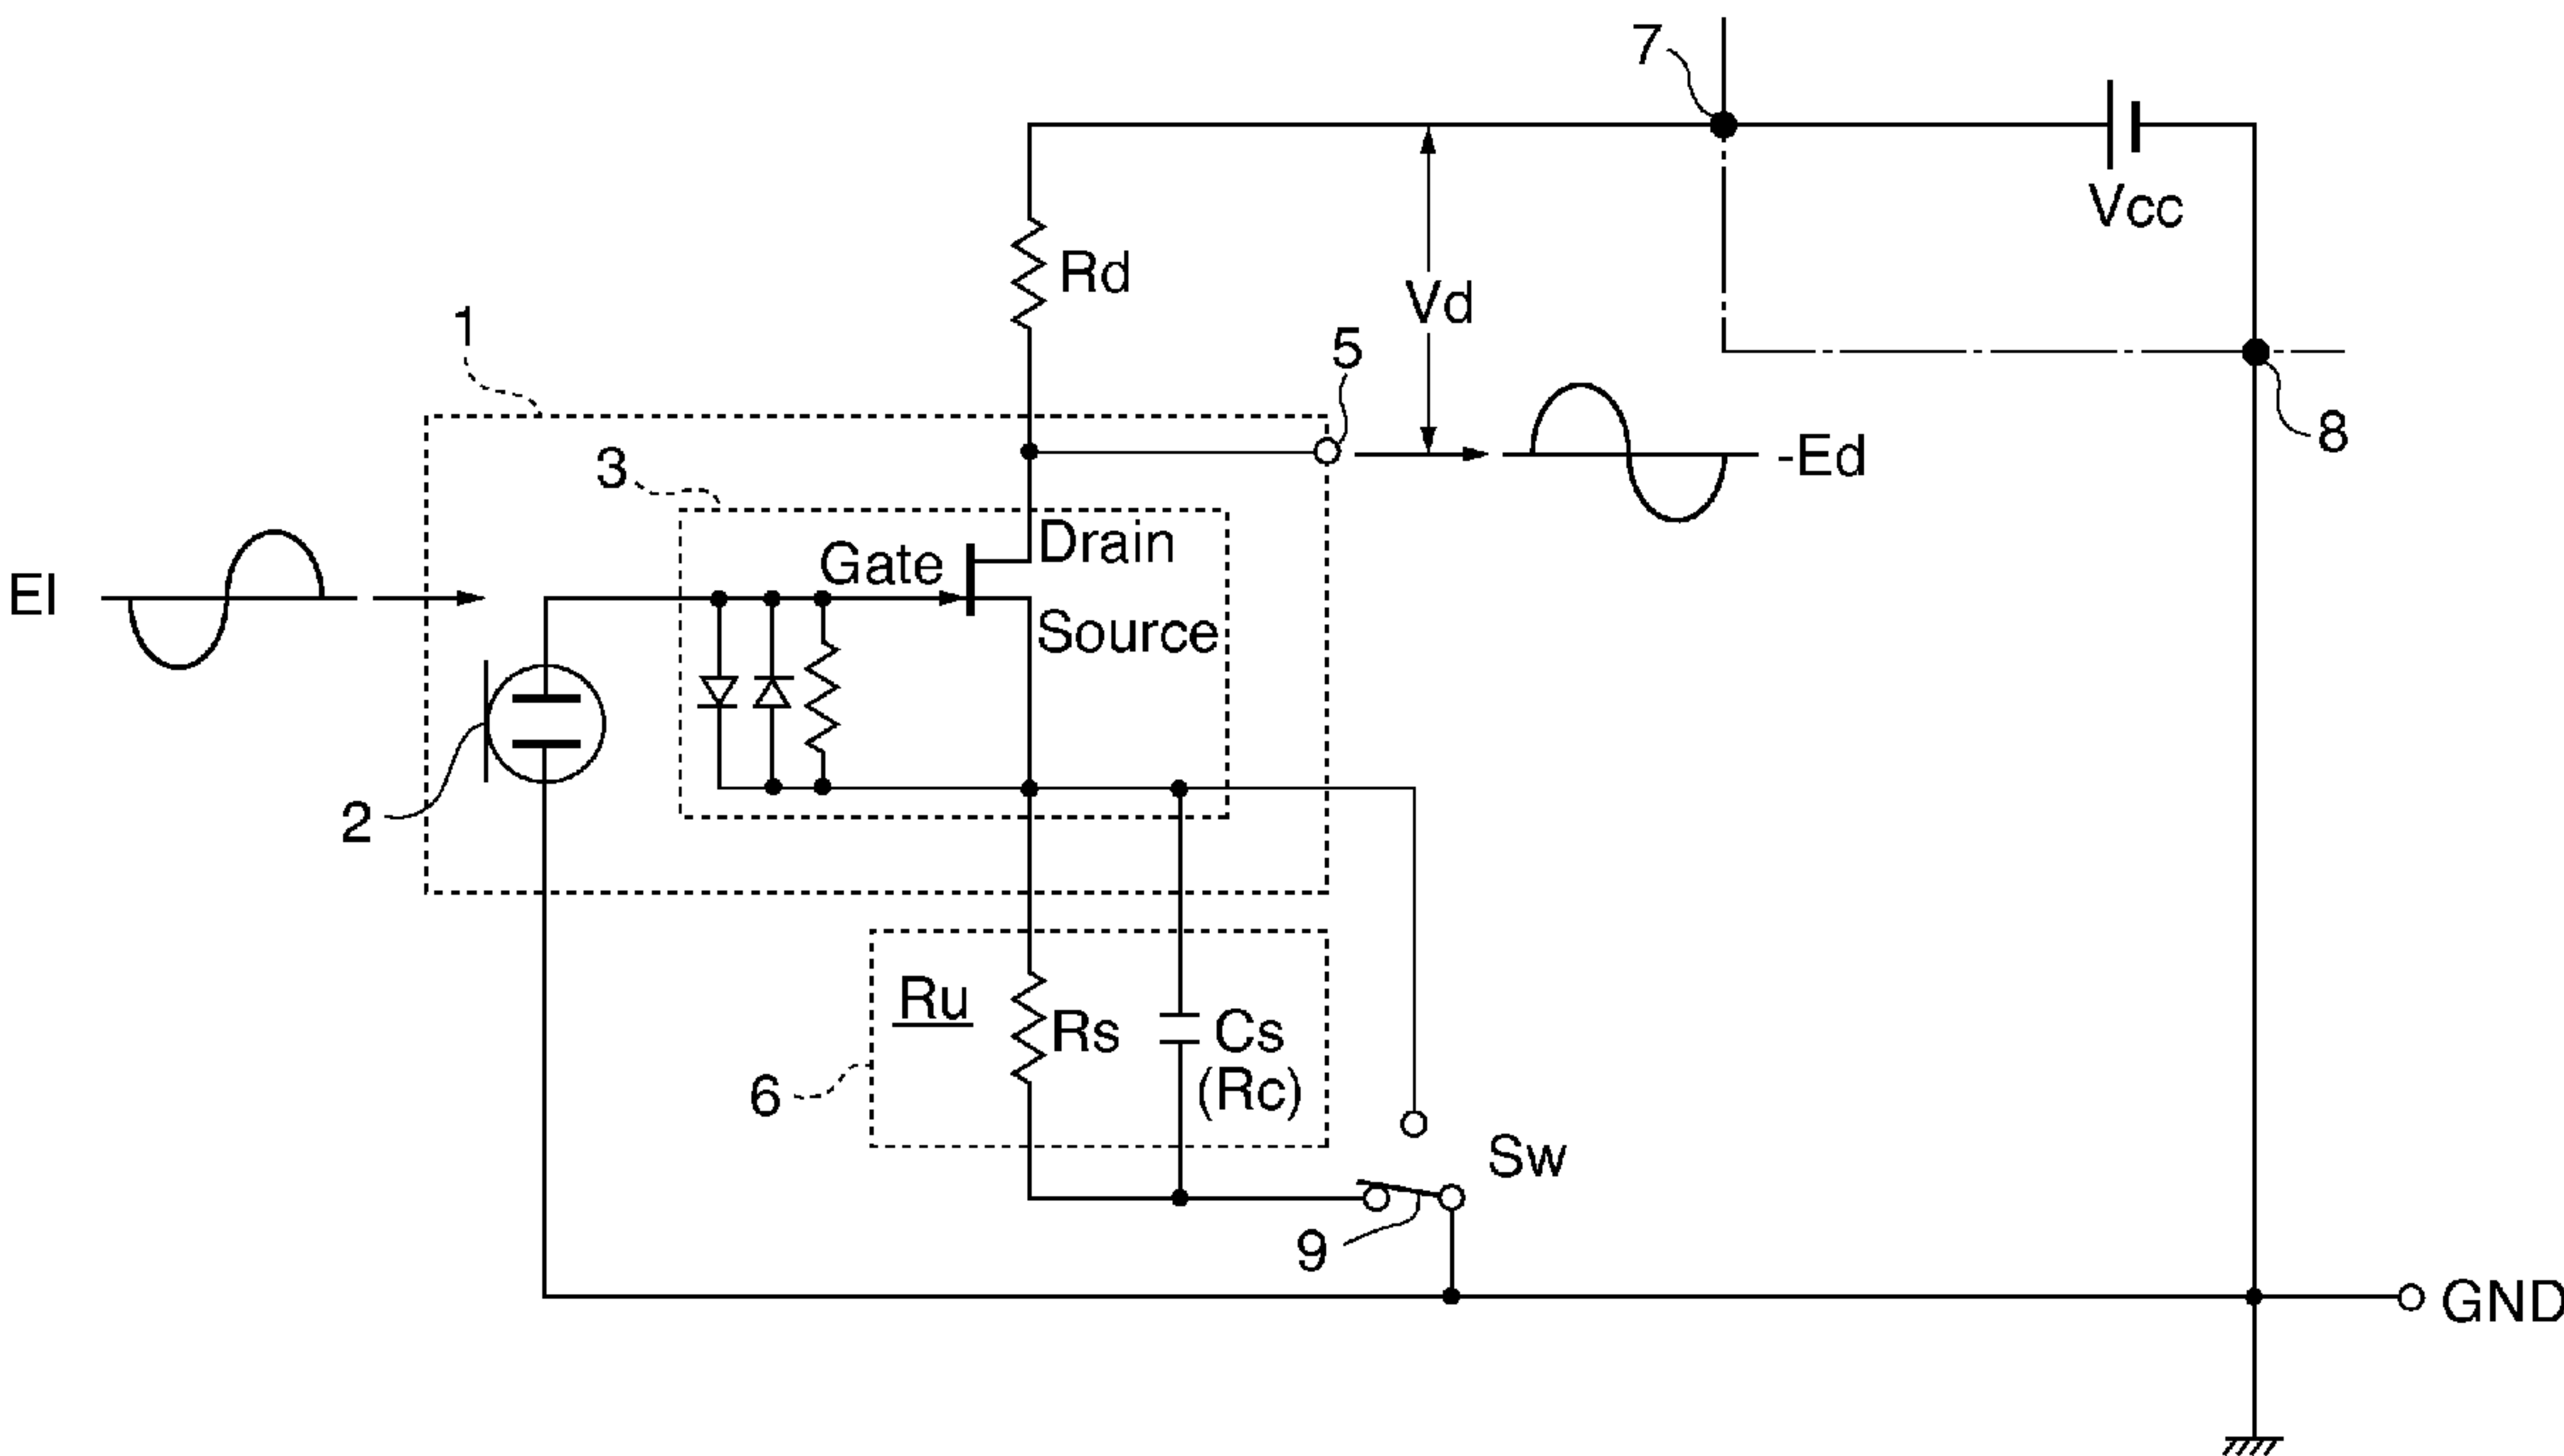 7
Vcc
Rd
1
Vd
5
8
3
-Ed
Drain
Gate
EI
Source
2
Ru
Rs
Cs
(Rc)
6
Sw
9
GND